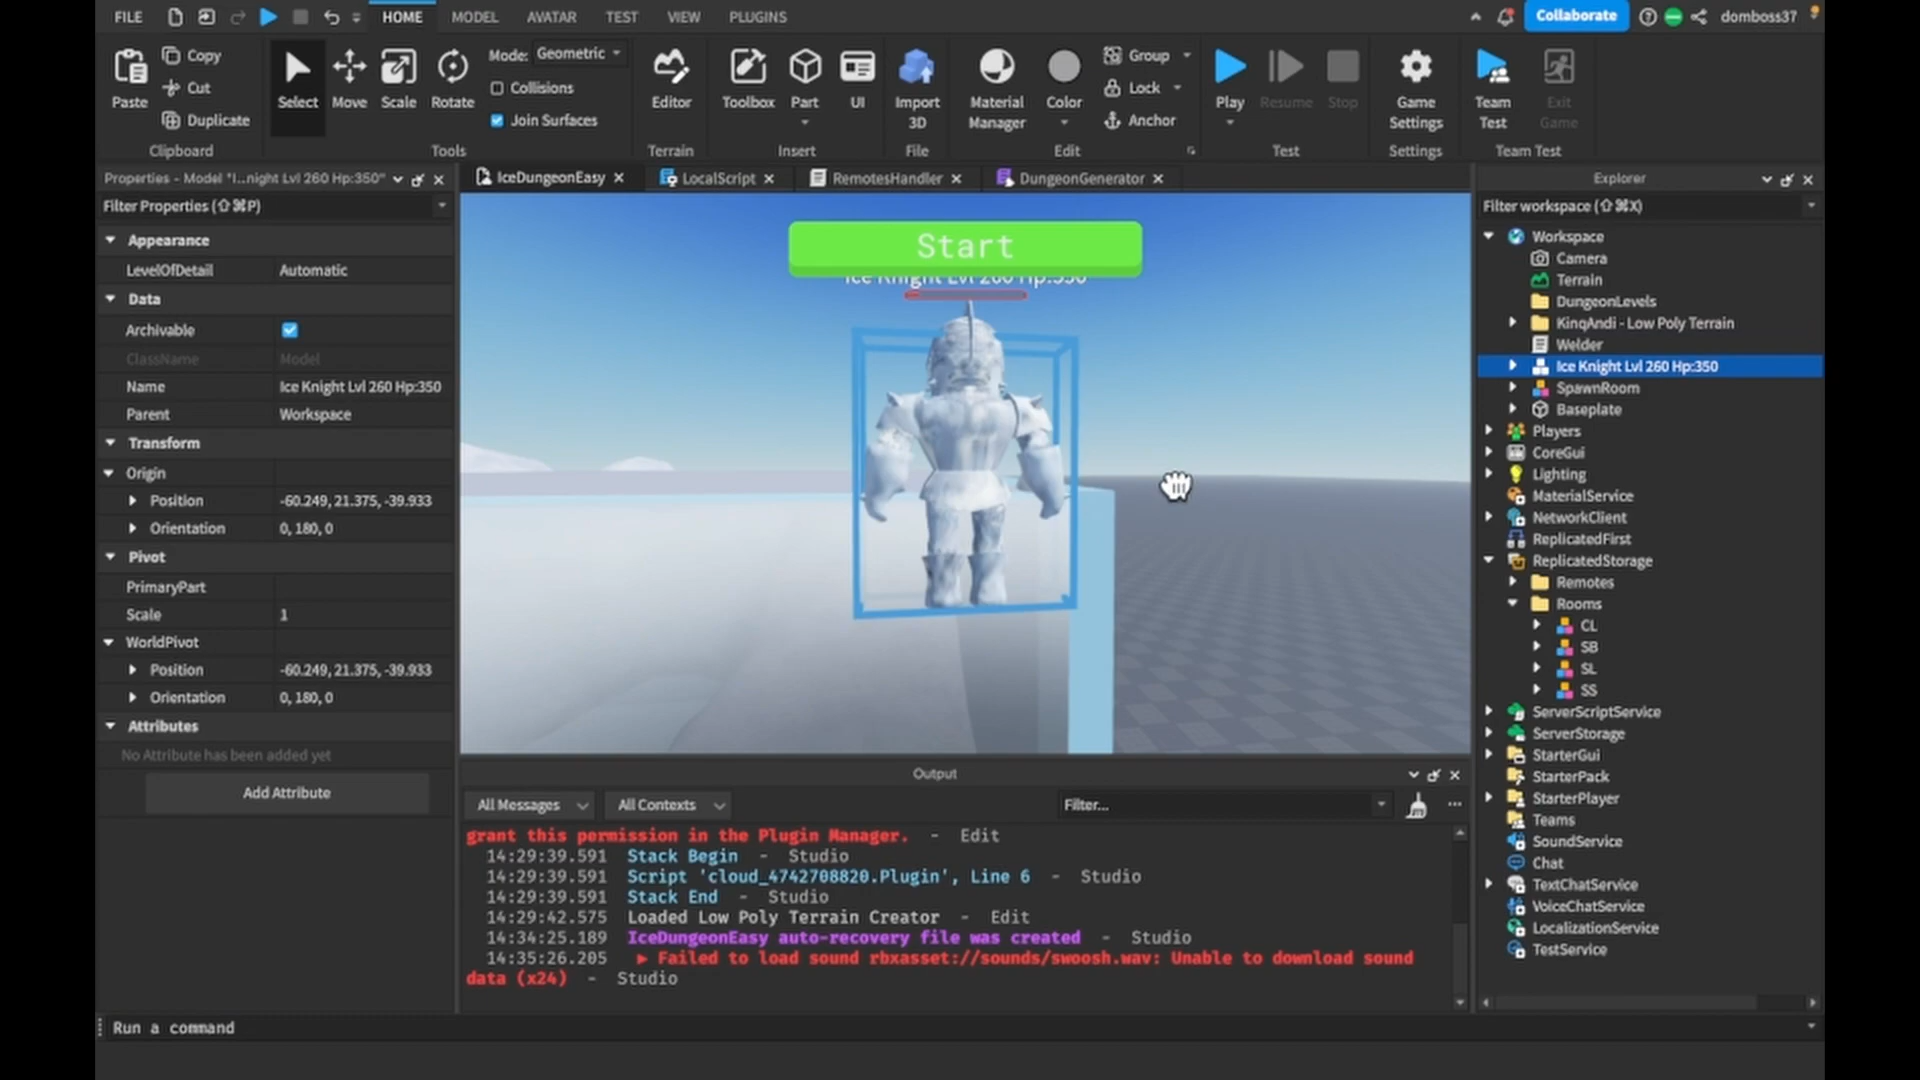 FILE
HOME
MODEL
AVATAR
TEST
VIEW
PLUGINS
Collaborate
domboss37
Paste
Copy
Cut
Duplicate
Clipboard
Select
Move
Scale
Rotate
Mode: Geometric
Collisions
Join Surfaces
Tools
Editor
Terrain
Toolbox
Part
UI
Insert
Import
3D
File
Material
Manager
Color
Group
Lock
Anchor
Edit
Play
Resume
Stop
Test
Game
Settings
Settings
Team
Test
Exit
Game
Team Test
Properties - Model "I...night Lvl 260 Hp:350"
Filter Properties (⇧⌘P)
Appearance
LevelOfDetail Automatic
Data
Archivable
ClassName Model
Name Ice Knight Lvl 260 Hp:350
Parent Workspace
Transform
Origin
Position -60.249, 21.375, -39.933
Orientation 0, 180, 0
Pivot
PrimaryPart
Scale 1
WorldPivot
Position -60.249, 21.375, -39.933
Orientation 0, 180, 0
Attributes
No Attribute has been added yet
Add Attribute
IceDungeonEasy
LocalScript
RemotesHandler
DungeonGenerator
Start
Ice Knight Lvl 260 Hp:350
Output
All Messages
All Contexts
Filter...
grant this permission in the Plugin Manager. - Edit
14:29:39.591 Stack Begin - Studio
14:29:39.591 Script 'cloud_4742708820.Plugin', Line 6 - Studio
14:29:39.591 Stack End - Studio
14:29:42.575 Loaded Low Poly Terrain Creator - Edit
14:34:25.189 IceDungeonEasy auto-recovery file was created - Studio
14:35:26.205 ▶ Failed to load sound rbxasset://sounds/swoosh.wav: Unable to download sound
data (x24) - Studio
Run a command
Explorer
Filter workspace (⇧⌘X)
Workspace
Camera
Terrain
DungeonLevels
KinqAndi - Low Poly Terrain
Welder
Ice Knight Lvl 260 Hp:350
SpawnRoom
Baseplate
Players
CoreGui
Lighting
MaterialService
NetworkClient
ReplicatedFirst
ReplicatedStorage
Remotes
Rooms
CL
SB
SL
SS
ServerScriptService
ServerStorage
StarterGui
StarterPack
StarterPlayer
Teams
SoundService
Chat
TextChatService
VoiceChatService
LocalizationService
TestService